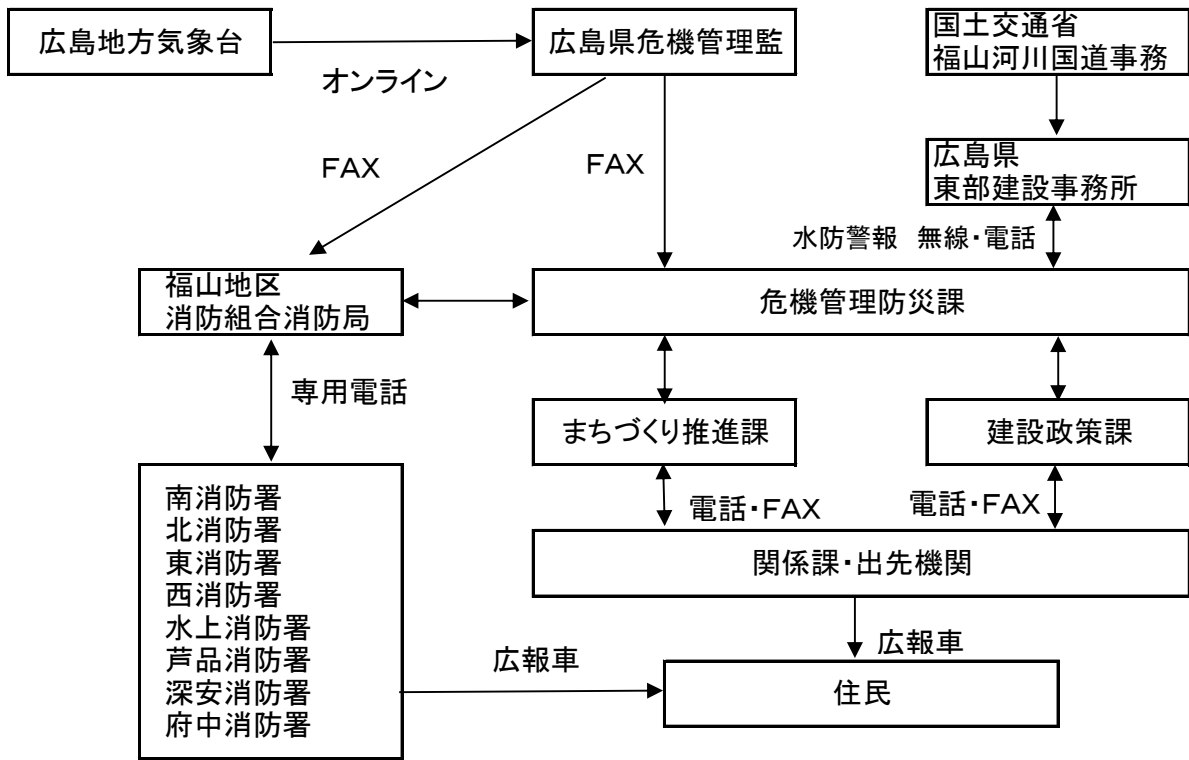 広島地方気象台
広島県危機管理監
国土交通省
福山河川国道事務
オンライン
広島県
東部建設事務所
FAX
FAX
水防警報 無線・電話
福山地区
消防組合消防局
危機管理防災課
専用電話
まちづくり推進課
建設政策課
南消防署
北消防署
東消防署
西消防署
水上消防署
芦品消防署
深安消防署
府中消防署
電話・FAX
電話・FAX
関係課・出先機関
広報車
広報車
住民